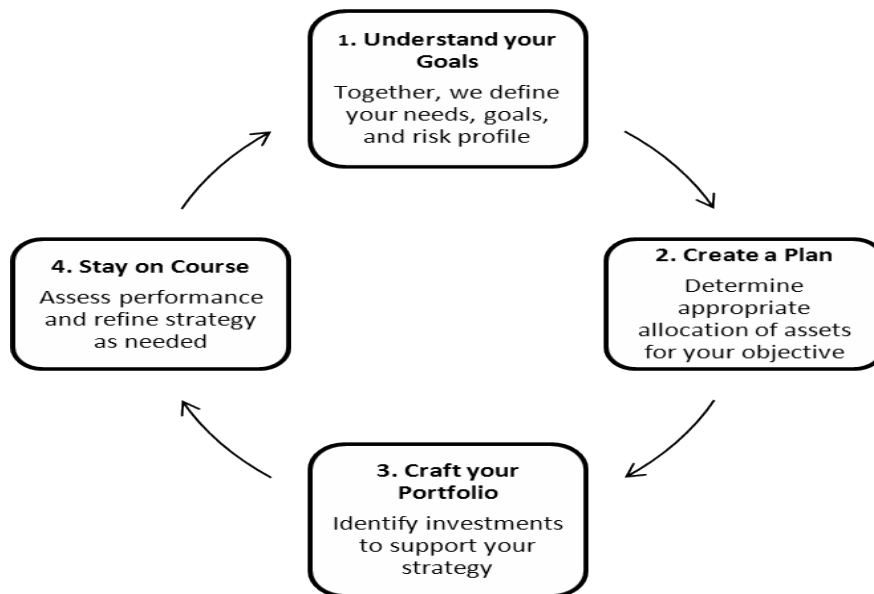 1. Understand your
Goals
Together, we define
your needs, goals,
and risk profile
2. Create a Plan
Determine
appropriate
allocation of assets
for your objective
3. Craft your
Portfolio
Identify investments
to support your
strategy
4. Stay on Course
Assess performance
and refine strategy
as needed